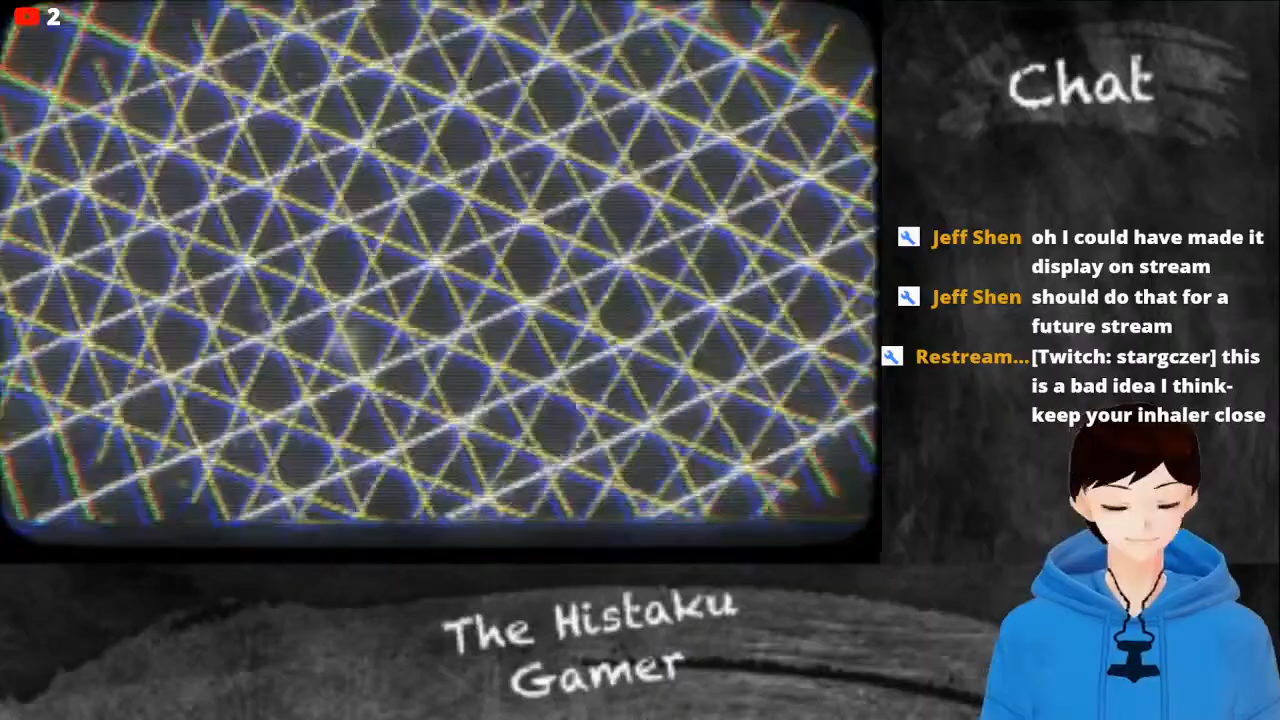 2
Chat
Jeff Shen oh I could have made it
display on stream
Jeff Shen should do that for a
future stream
Restream... [Twitch: stargczer] this
is a bad idea I think-
keep your inhaler close
The Histaku
Gamer